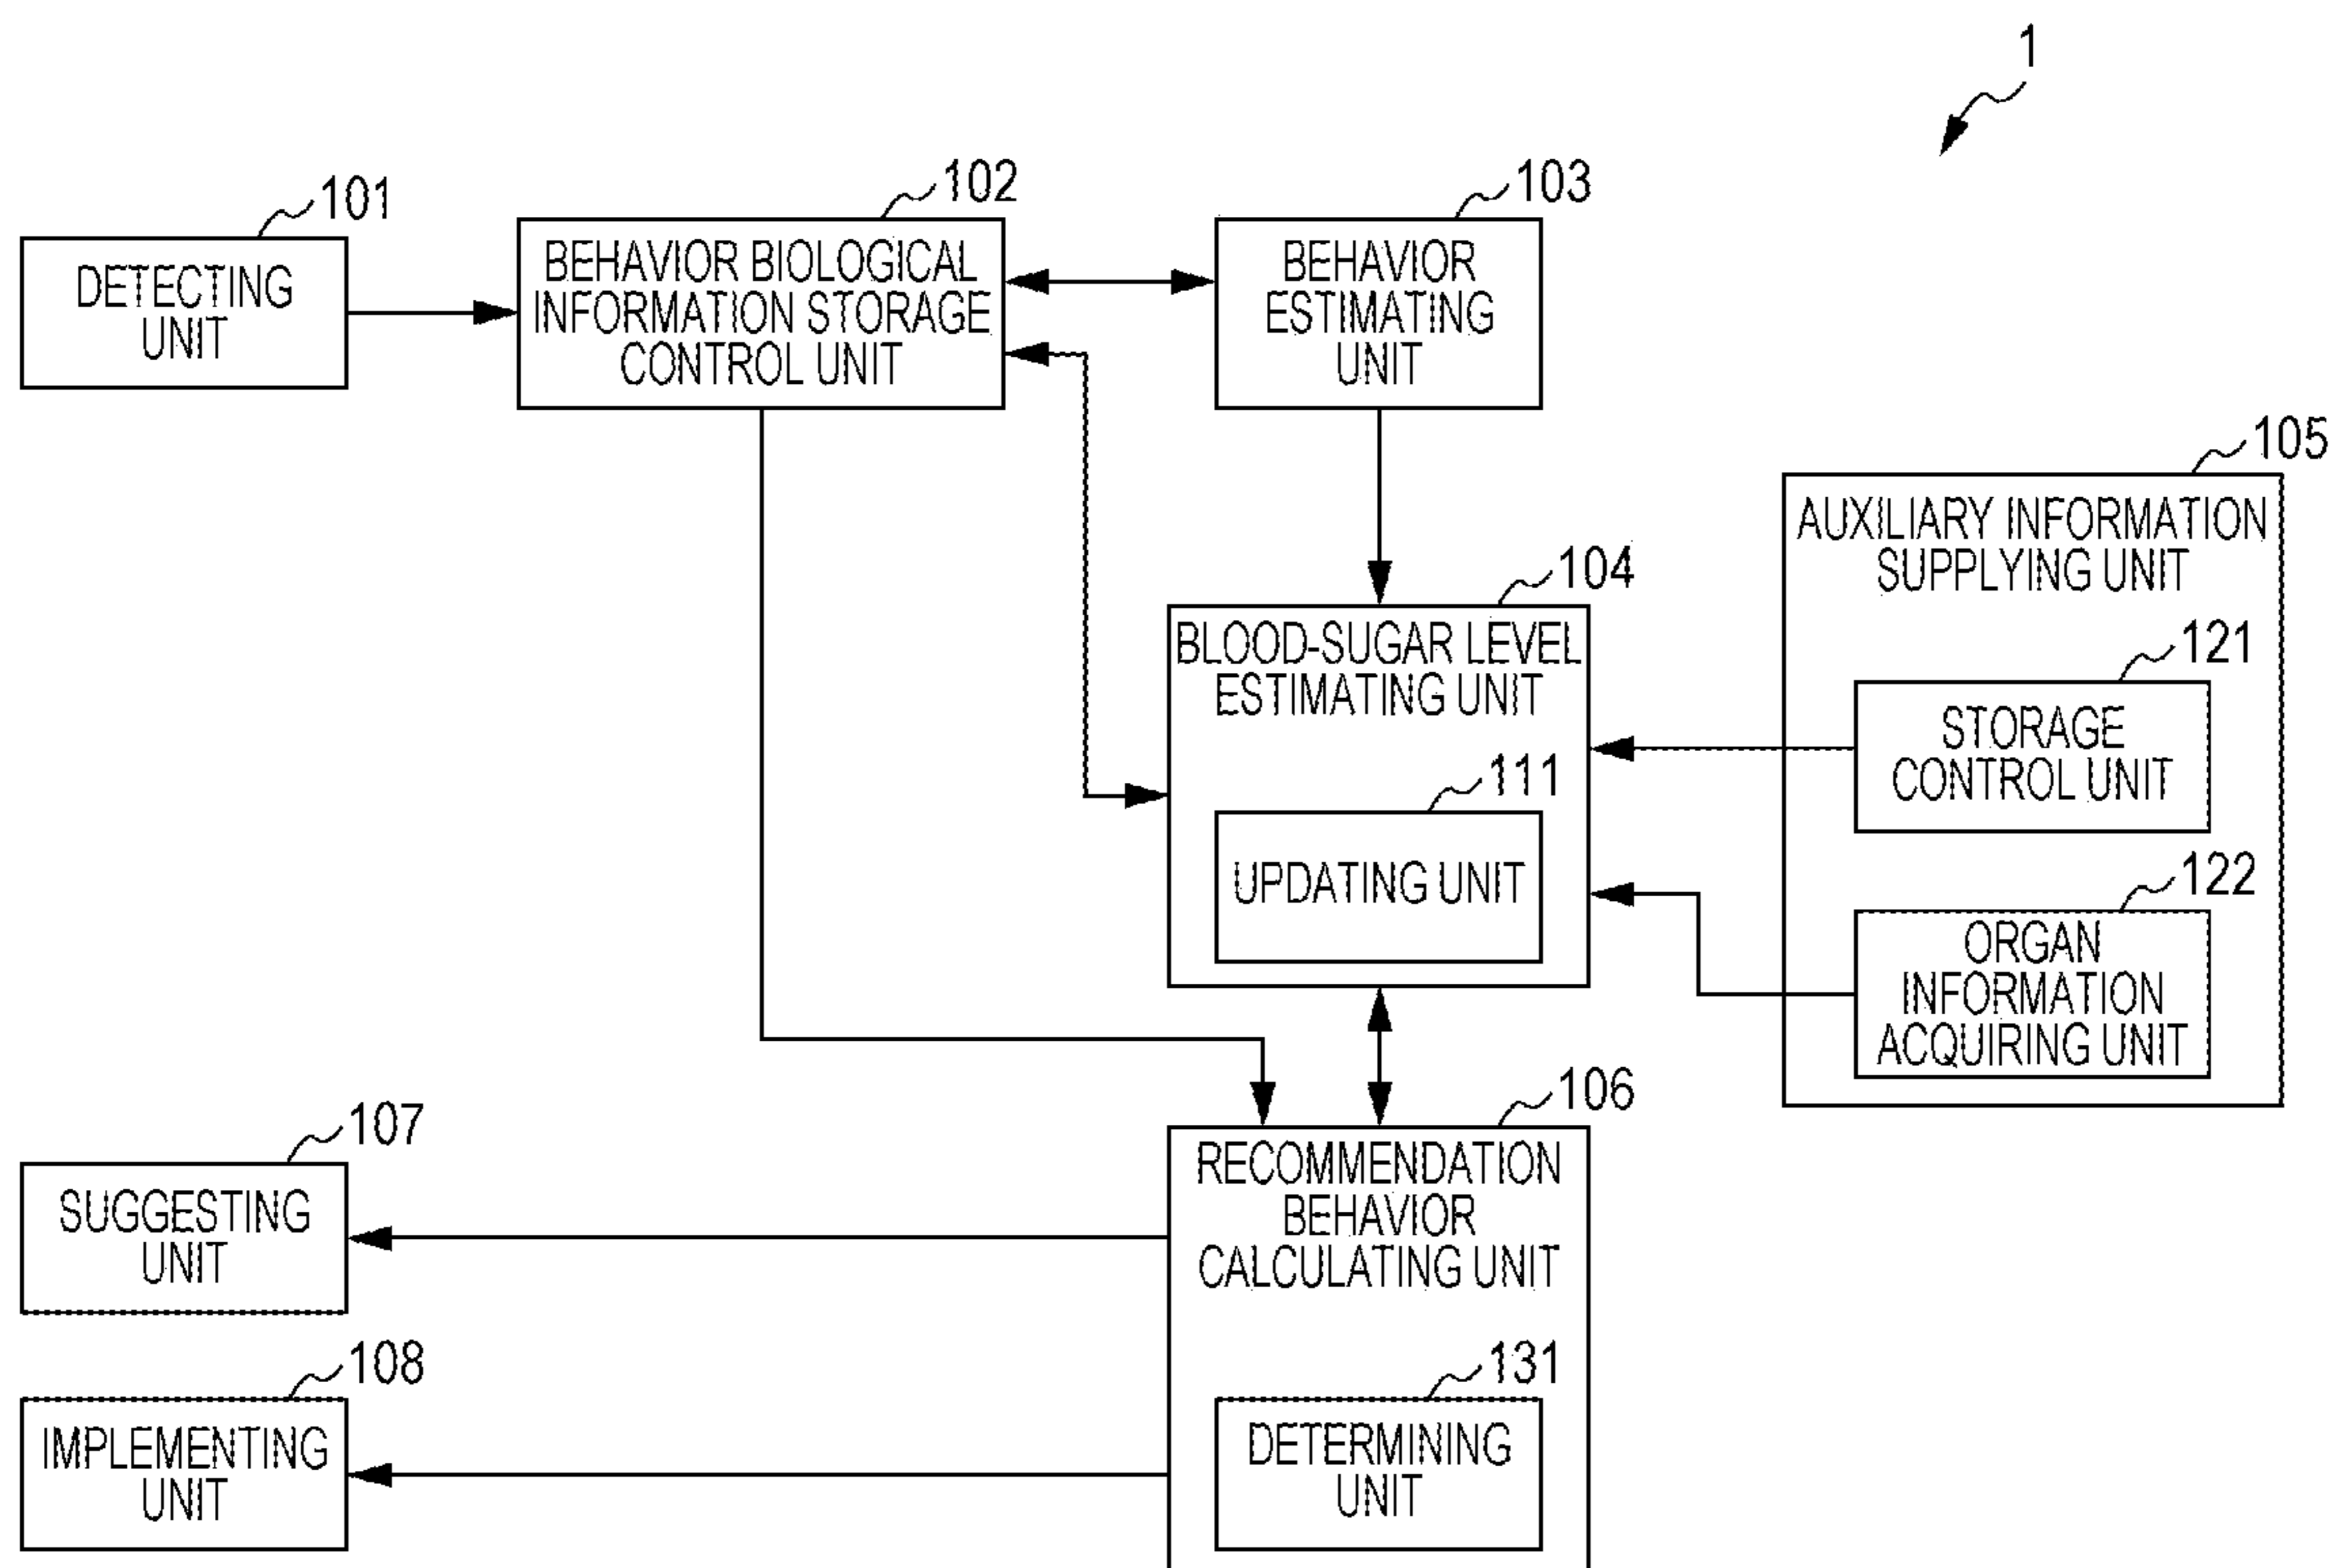 1
101
DETECTING
UNIT
102
BEHAVIOR BIOLOGICAL
INFORMATION STORAGE
CONTROL UNIT
103
BEHAVIOR
ESTIMATING
UNIT
104
BLOOD-SUGAR LEVEL
ESTIMATING UNIT
111
UPDATING UNIT
105
AUXILIARY INFORMATION
SUPPLYING UNIT
121
STORAGE
CONTROL UNIT
122
ORGAN
INFORMATION
ACQUIRING UNIT
106
RECOMMENDATION
BEHAVIOR
CALCULATING UNIT
131
DETERMINING
UNIT
107
SUGGESTING
UNIT
108
IMPLEMENTING
UNIT